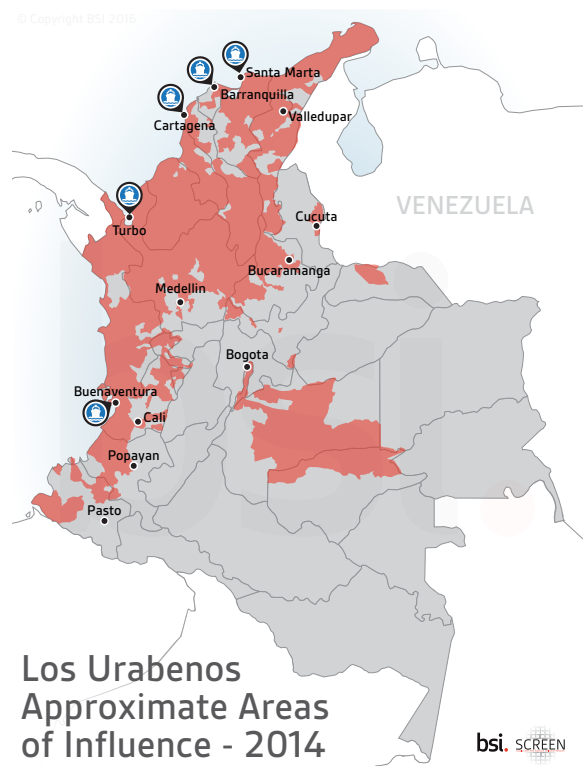 © Copyright BSI 2015
Santa Marta
Barranquilla
Cartagena
Valledupar
Turbo
Cucuta
VENEZUELA
Bucaramanga
Medellin
Bogota
Buenaventura
Cali
Popayan
Pasto
Los Urabenos
Approximate Areas
of Influence - 2014
bsi. SCREEN